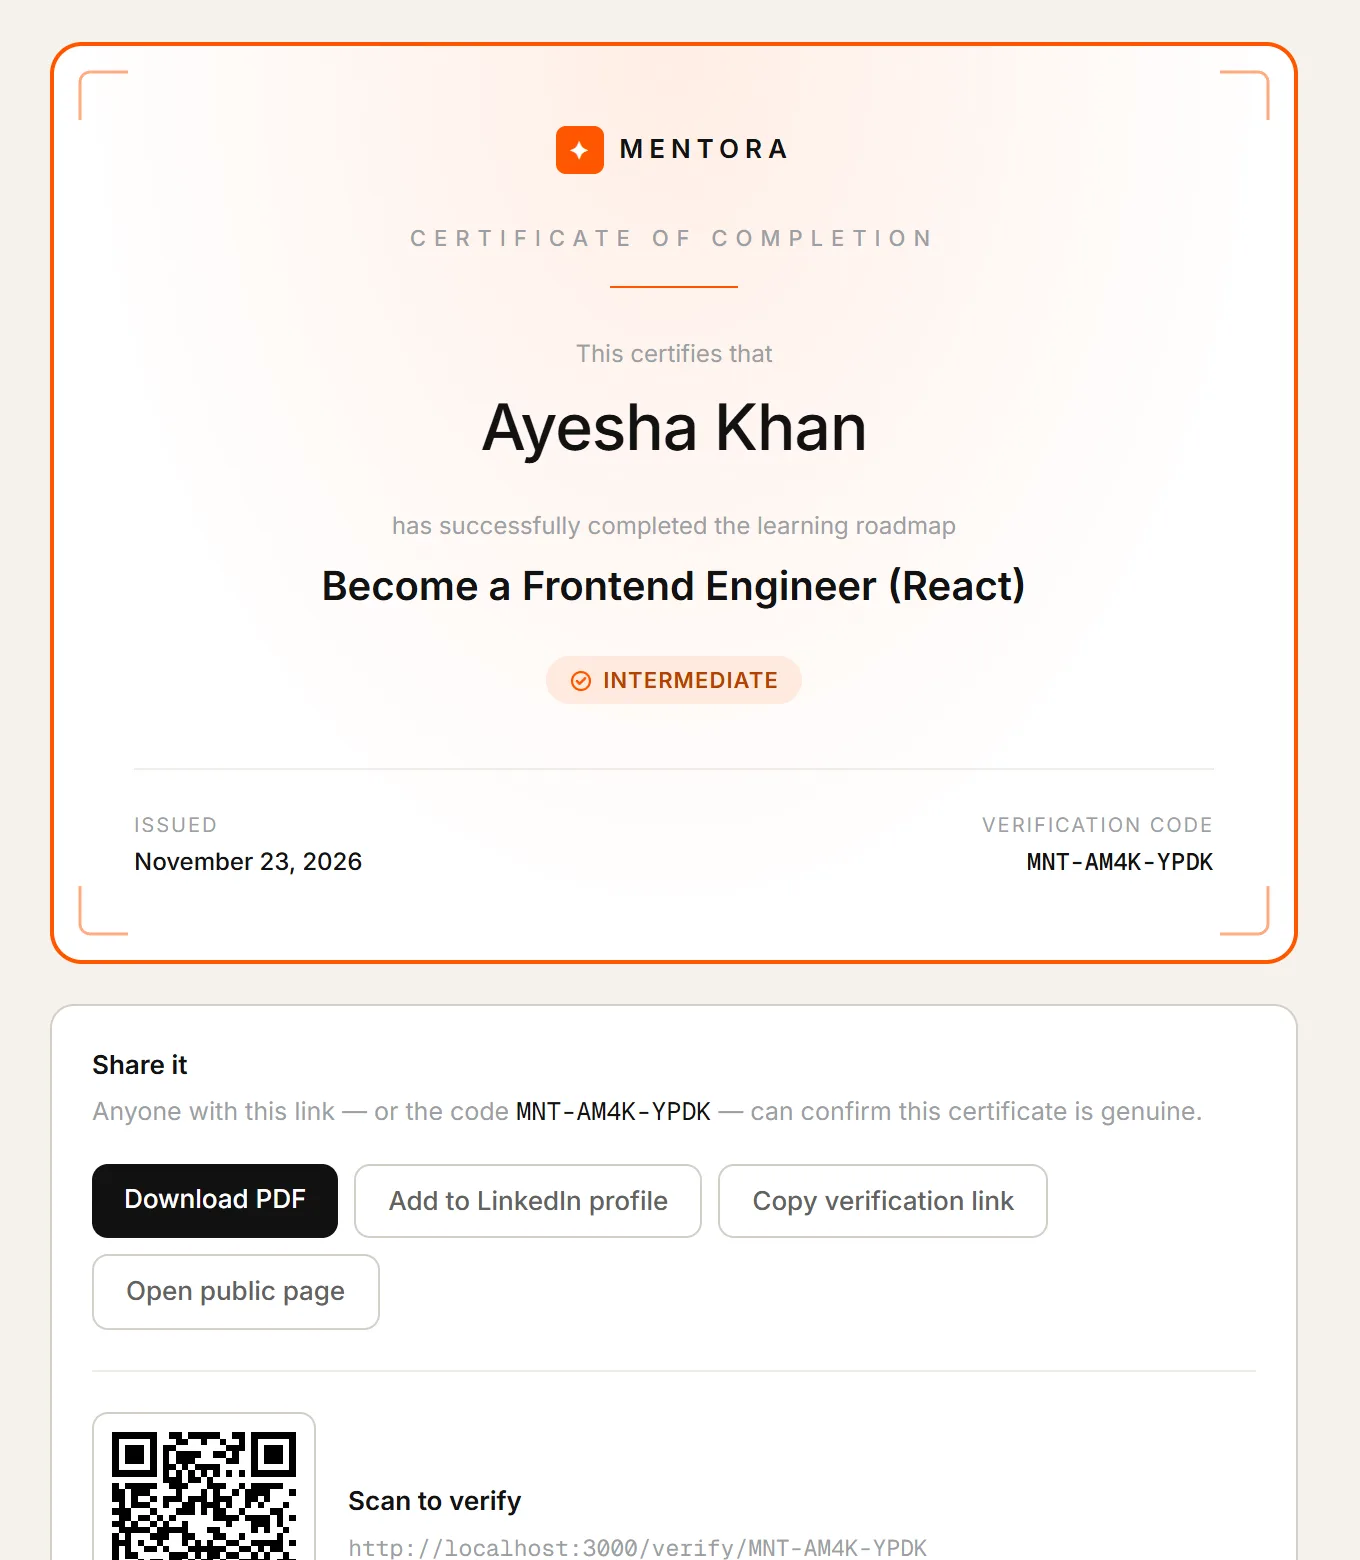 MENTORA
CERTIFICATE OF COMPLETION
This certifies that
Ayesha Khan
has successfully completed the learning roadmap
Become a Frontend Engineer (React)
INTERMEDIATE
ISSUED
November 23, 2026
VERIFICATION CODE
MNT-AM4K-YPDK
Share it
Anyone with this link — or the code MNT-AM4K-YPDK — can confirm this certificate is genuine.
Download PDF
Add to LinkedIn profile
Copy verification link
Open public page
Scan to verify
http://localhost:3000/verify/MNT-AM4K-YPDK